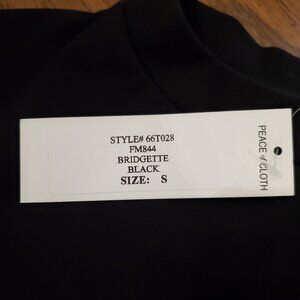 STYLE# 66T028
FM844
BRIDGETTE
BLACK
SIZE: S
PEACE of CLOTH